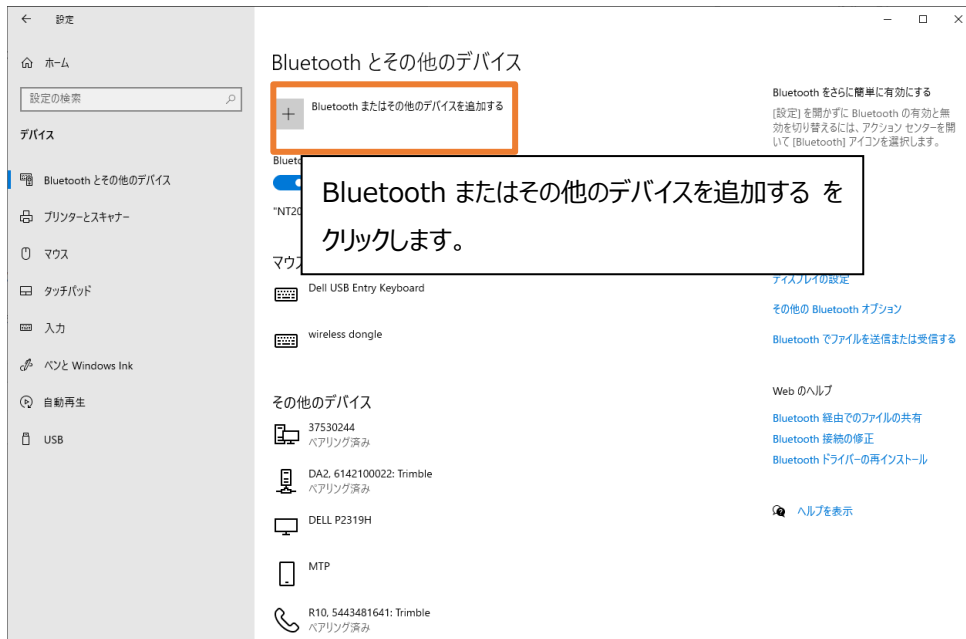 設定
ホーム
設定の検索
デバイス
Bluetooth とその他のデバイス
プリンターとスキャナー
マウス
タッチパッド
入力
ペンと Windows Ink
自動再生
USB
Bluetooth とその他のデバイス
Bluetooth またはその他のデバイスを追加する
Bluetooth またはその他のデバイスを追加する を
クリックします。
Dell USB Entry Keyboard
wireless dongle
その他のデバイス
37530244
ペアリング済み
DA2, 6142100022: Trimble
ペアリング済み
DELL P2319H
MTP
R10, 5443481641: Trimble
ペアリング済み
Bluetooth をさらに簡単に有効にする
[設定] を開かずに Bluetooth の有効と無
効を切り替えるには、アクション センターを開
いて [Bluetooth] アイコンを選択します。
ディスプレイの設定
その他の Bluetooth オプション
Bluetooth でファイルを送信または受信する
Web のヘルプ
Bluetooth 経由でのファイルの共有
Bluetooth 接続の修正
Bluetooth ドライバーの再インストール
ヘルプを表示